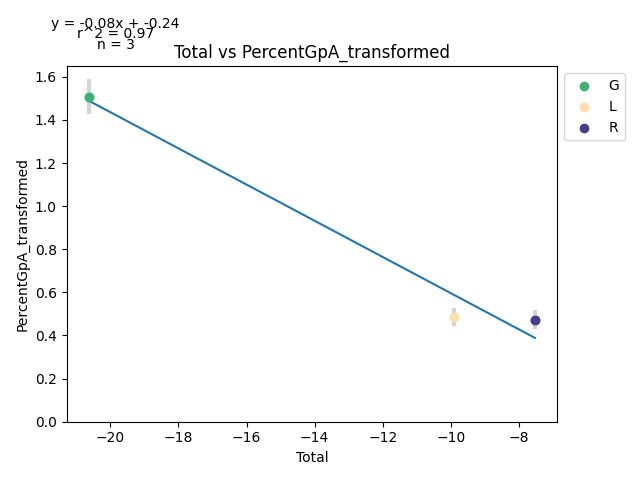 y = -0.08x + -0.24
r^2 = 0.97
n = 3
Total vs PercentGpA_transformed
G
L
R
PercentGpA_transformed
1.6
1.4
1.2
1.0
0.8
0.6
0.4
0.2
0.0
−20 −18 −16 −14 −12 −10 −8
Total